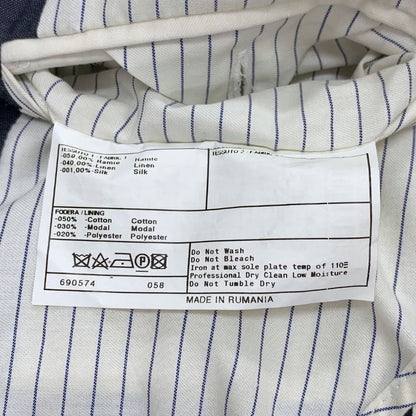 TESSUTO 1 - FABRIC 1
-059,00%-Ramie Ramie
-040,00%-Linen Linen
-001,00%-Silk Silk
TESSUTO 2 - FABRIC
FODERA / LINING
-050% -Cotton Cotton
-030% -Modal Modal
-020% -Polyester Polyester
Do Not Wash
Do Not Bleach
Iron at max sole plate temp of 110
Professional Dry Clean Low Moisture
Do Not Tumble Dry
690574 058
MADE IN RUMANIA